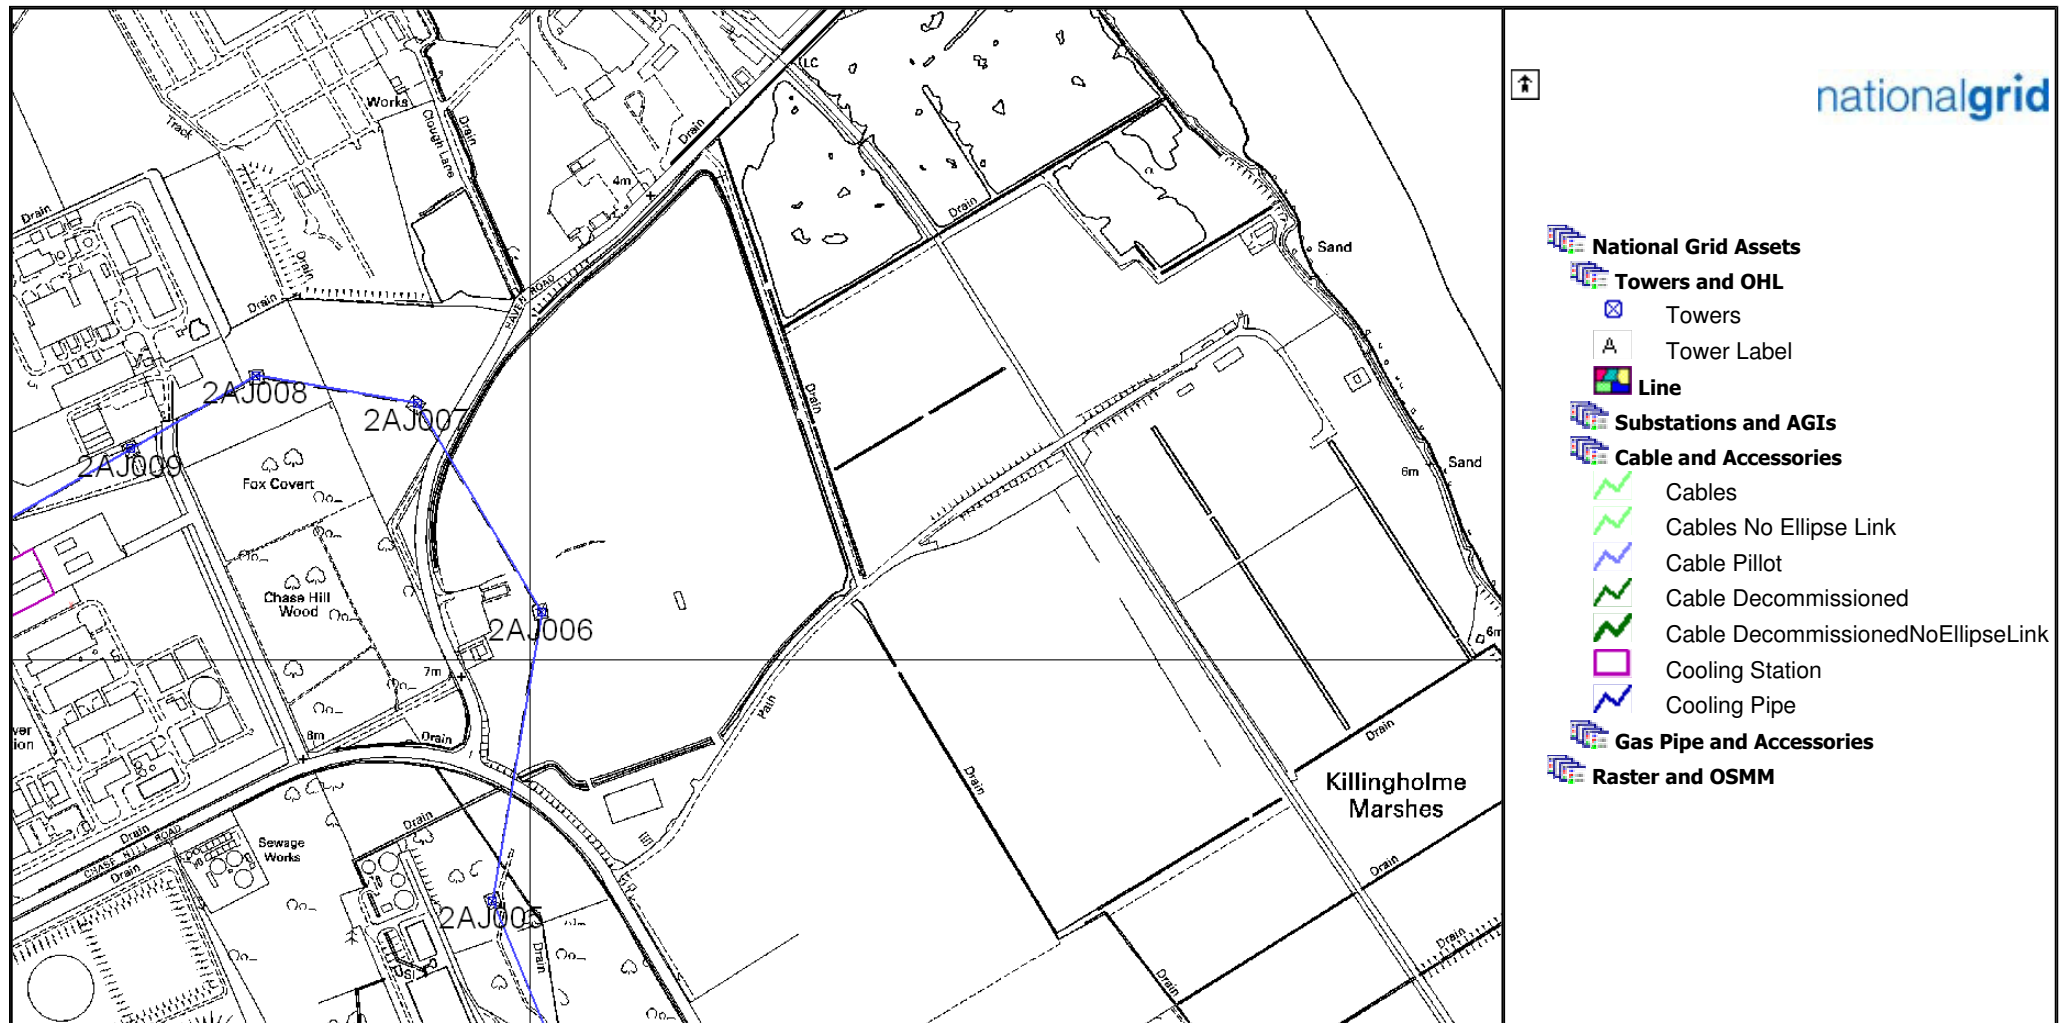 Works
Track
Clough Lane
Drain
LC
Drain
4m
Drain
Drain
Drain
Drain
HAVEN ROAD
Sand
2AJ008
2AJ007
2AJ009
Fox Covert
Drain
Sand
6m
Chase Hill
Wood
2AJ006
6m
7m
Path
8m
Drain
Drain
Drain
Killingholme
Marshes
Drain
CHASE HILL ROAD
Drain
Sewage
Works
Drain
Drain
2AJ005
Drain
Drain
Drain
nationalgrid
National Grid Assets
Towers and OHL
Towers
A Tower Label
Line
Substations and AGIs
Cable and Accessories
Cables
Cables No Ellipse Link
Cable Pillot
Cable Decommissioned
Cable DecommissionedNoEllipseLink
Cooling Station
Cooling Pipe
Gas Pipe and Accessories
Raster and OSMM